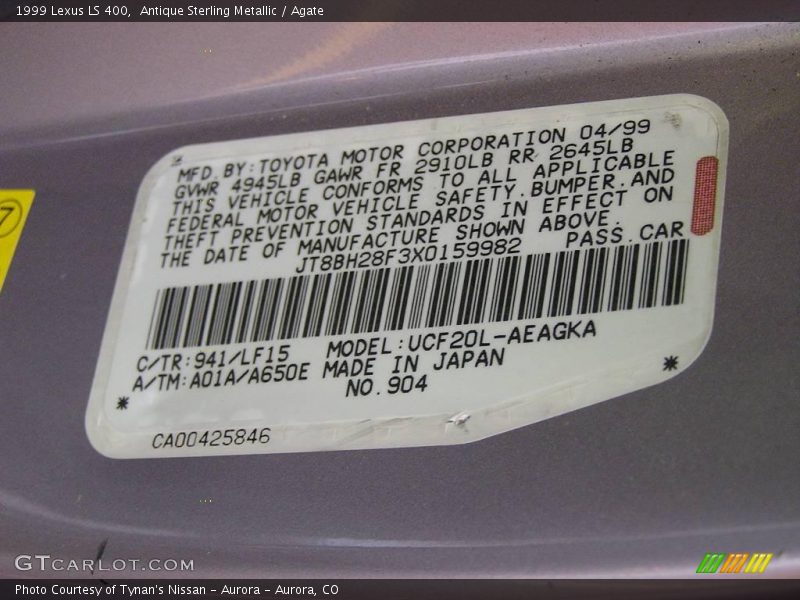 1999 Lexus LS 400, Antique Sterling Metallic / Agate
7
MFD.BY:TOYOTA MOTOR CORPORATION 04/99
GVWR 4945LB GAWR FR 2910LB RR 2645LB
THIS VEHICLE CONFORMS TO ALL APPLICABLE
FEDERAL MOTOR VEHICLE SAFETY.BUMPER.AND
THEFT PREVENTION STANDARDS IN EFFECT ON
THE DATE OF MANUFACTURE SHOWN ABOVE.
JT8BH28F3X0159982 PASS.CAR
C/TR:941/LF15 MODEL:UCF20L-AEAGKA
A/TM:A01A/A650E MADE IN JAPAN
NO.904
CA00425846
GTCARLOT.COM
Photo Courtesy of Tynan's Nissan - Aurora - Aurora, CO